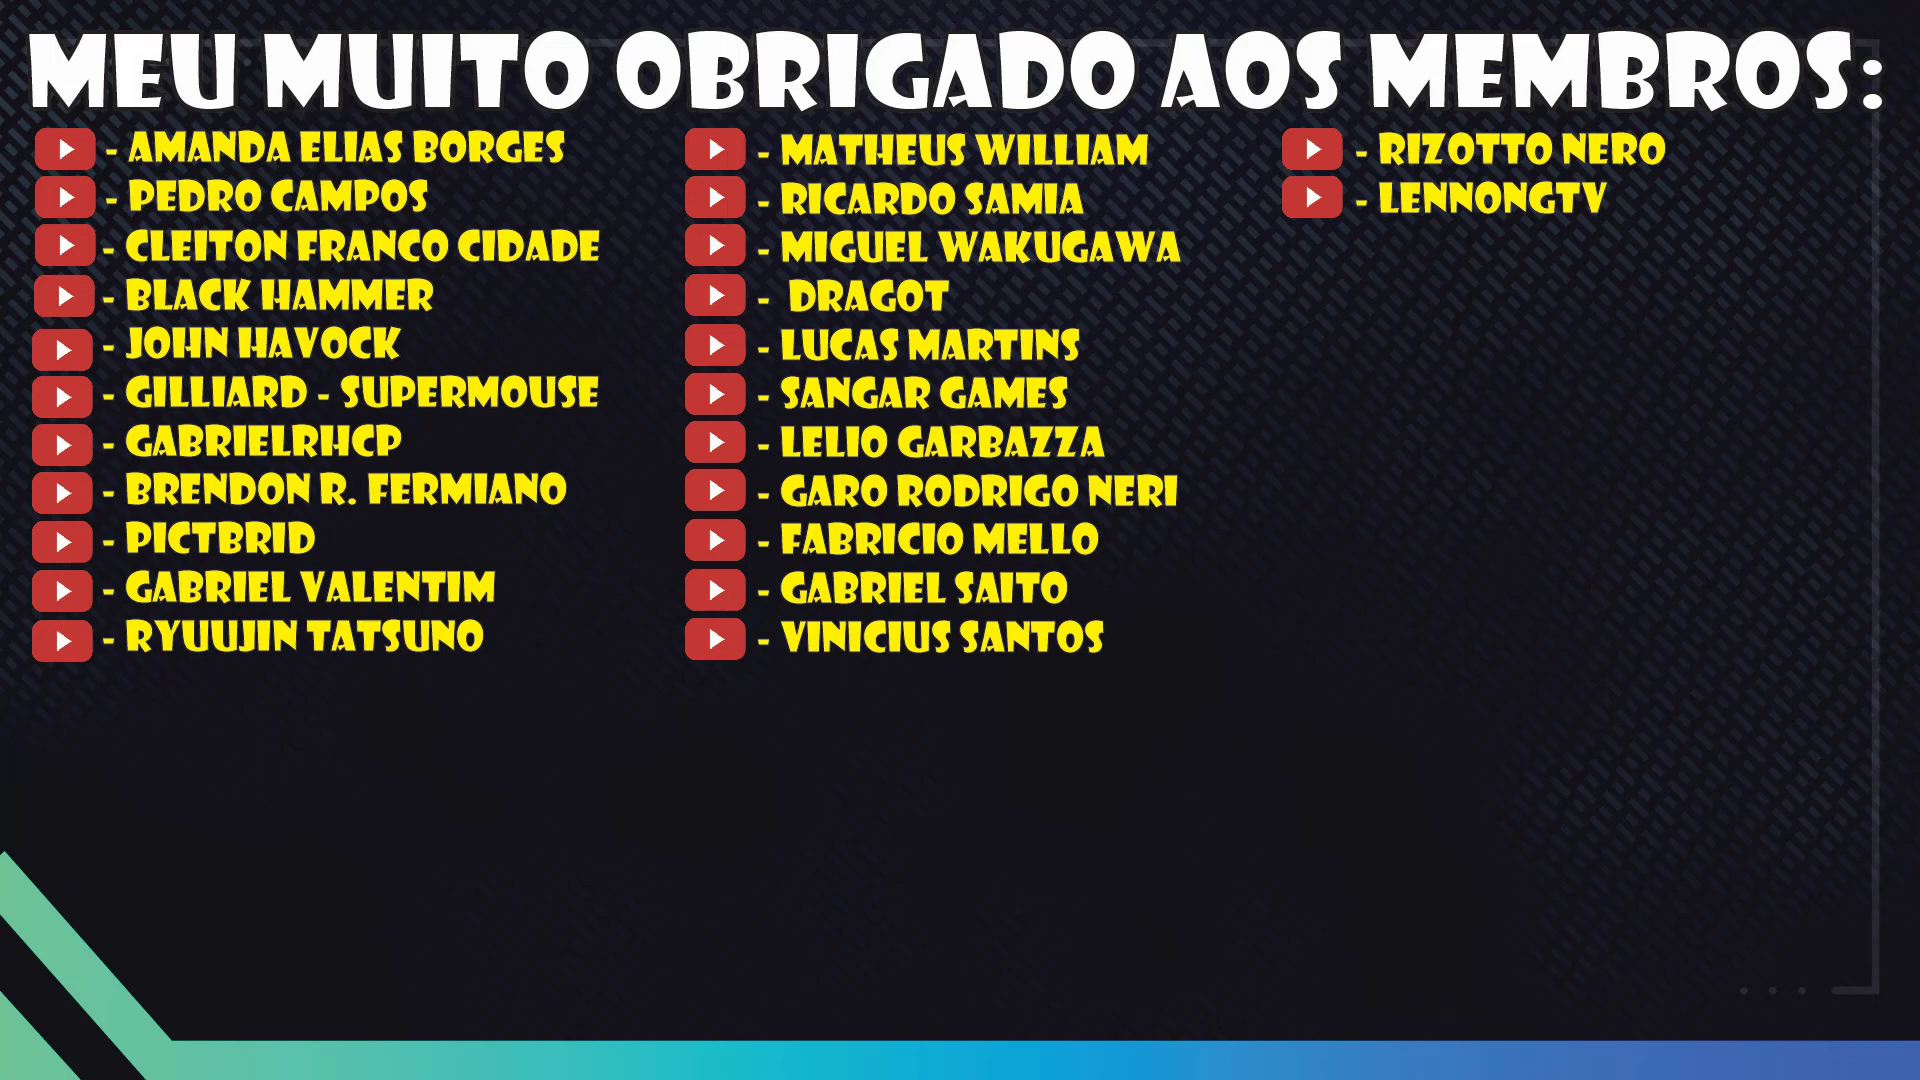 MEU MUITO OBRIGADO AOS MEMBROS:
- AMANDA ELIAS BORGES
- PEDRO CAMPOS
- CLEITON FRANCO CIDADE
- BLACK HAMMER
- JOHN HAVOCK
- GILLIARD - SUPERMOUSE
- GABRIELRHCP
- BRENDON R. FERMIANO
- PICTBRID
- GABRIEL VALENTIM
- RYUUJIN TATSUNO
- MATHEUS WILLIAM
- RICARDO SAMIA
- MIGUEL WAKUGAWA
- DRAGOT
- LUCAS MARTINS
- SANGAR GAMES
- LELIO GARBAZZA
- GARO RODRIGO NERI
- FABRICIO MELLO
- GABRIEL SAITO
- VINICIUS SANTOS
- RIZOTTO NERO
- LENNONGTV